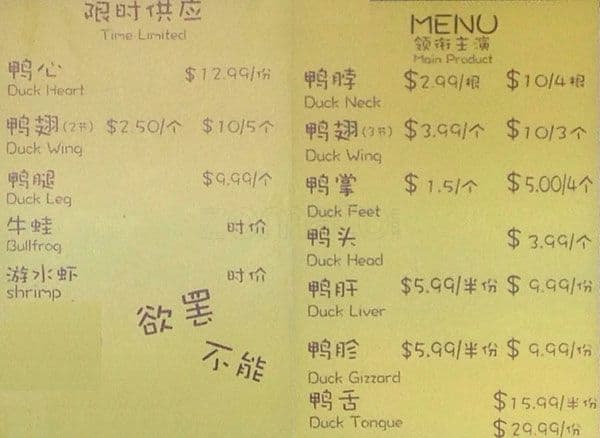 限时供应
Time Limited
鸭心 $12.99/份
Duck Heart
鸭翅(2节) $2.50/个 $10/5个
Duck Wing
鸭腿 $9.99/个
Duck Leg
牛蛙 时价
Bullfrog
游水虾 时价
shrimp
欲罢
不能
MENU
领衔主演
Main Product
鸭脖 $2.99/根 $10/4根
Duck Neck
鸭翅(3节) $3.99/个 $10/3个
Duck Wing
鸭掌 $1.5/个 $5.00/4个
Duck Feet
鸭头 $3.99/个
Duck Head
鸭肝 $5.99/半份 $9.99/份
Duck Liver
鸭胗 $5.99/半份 $9.99/份
Duck Gizzard
鸭舌 $15.99/半份
Duck Tongue $29.99/份